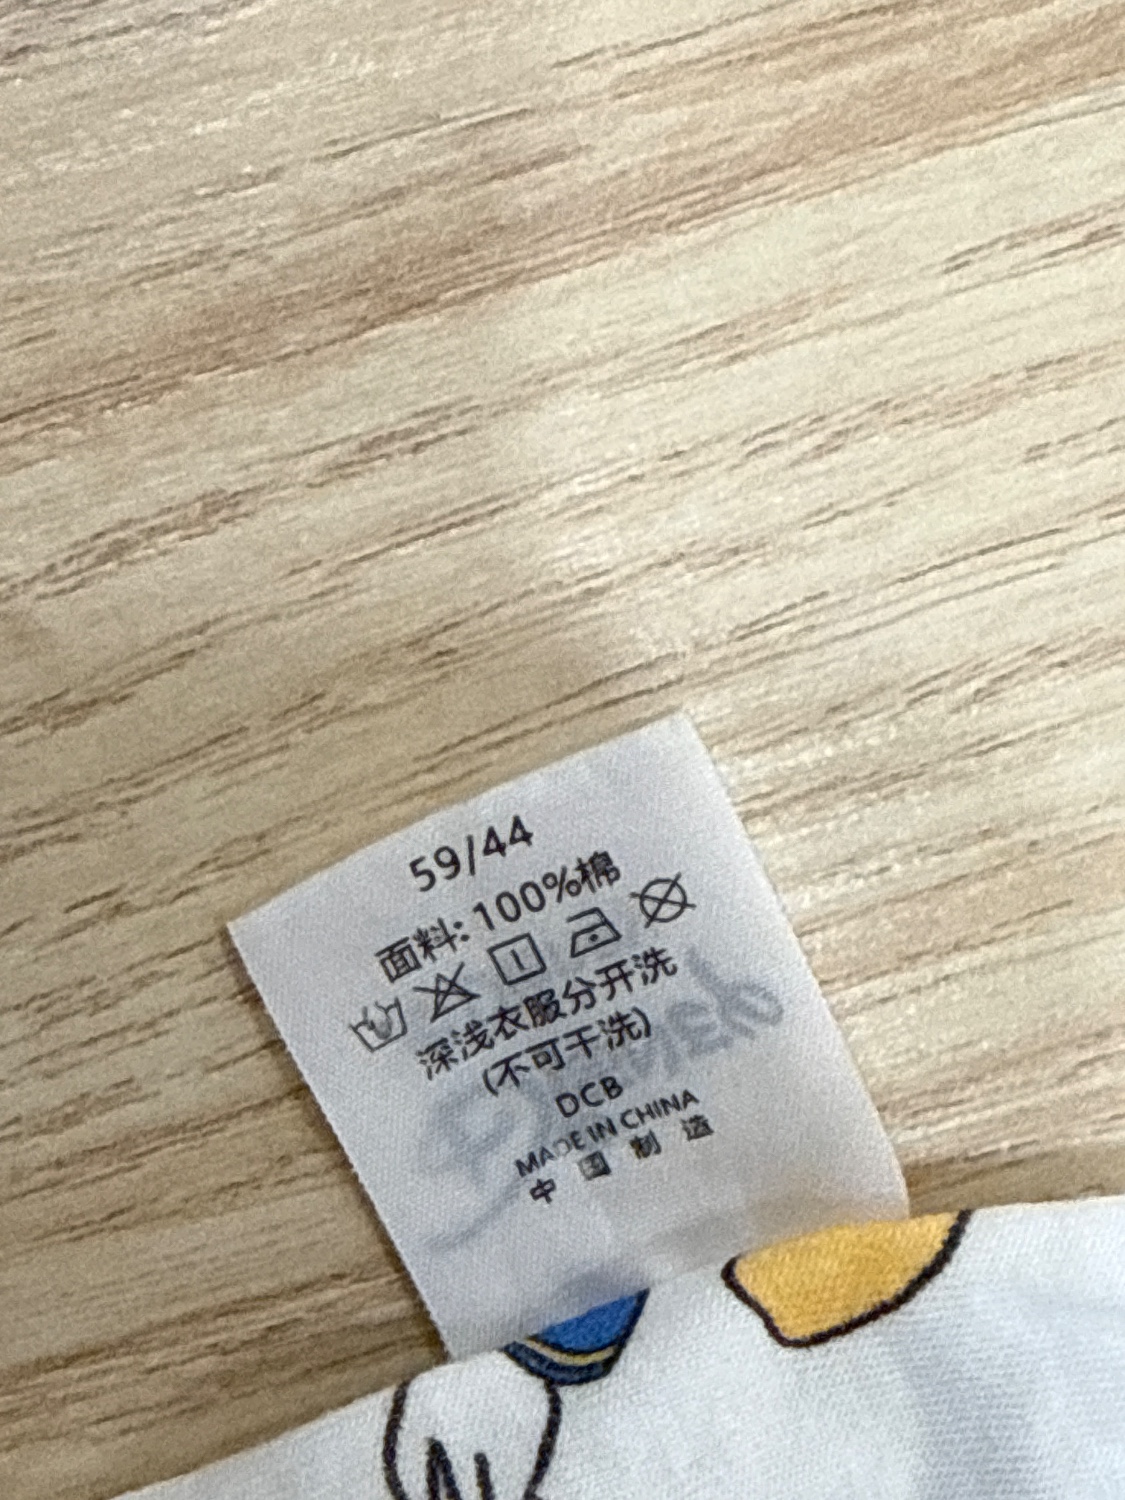 59/44
面料: 100%棉
深浅衣服分开洗
(不可干洗)
DCB
MADE IN CHINA
中国制造